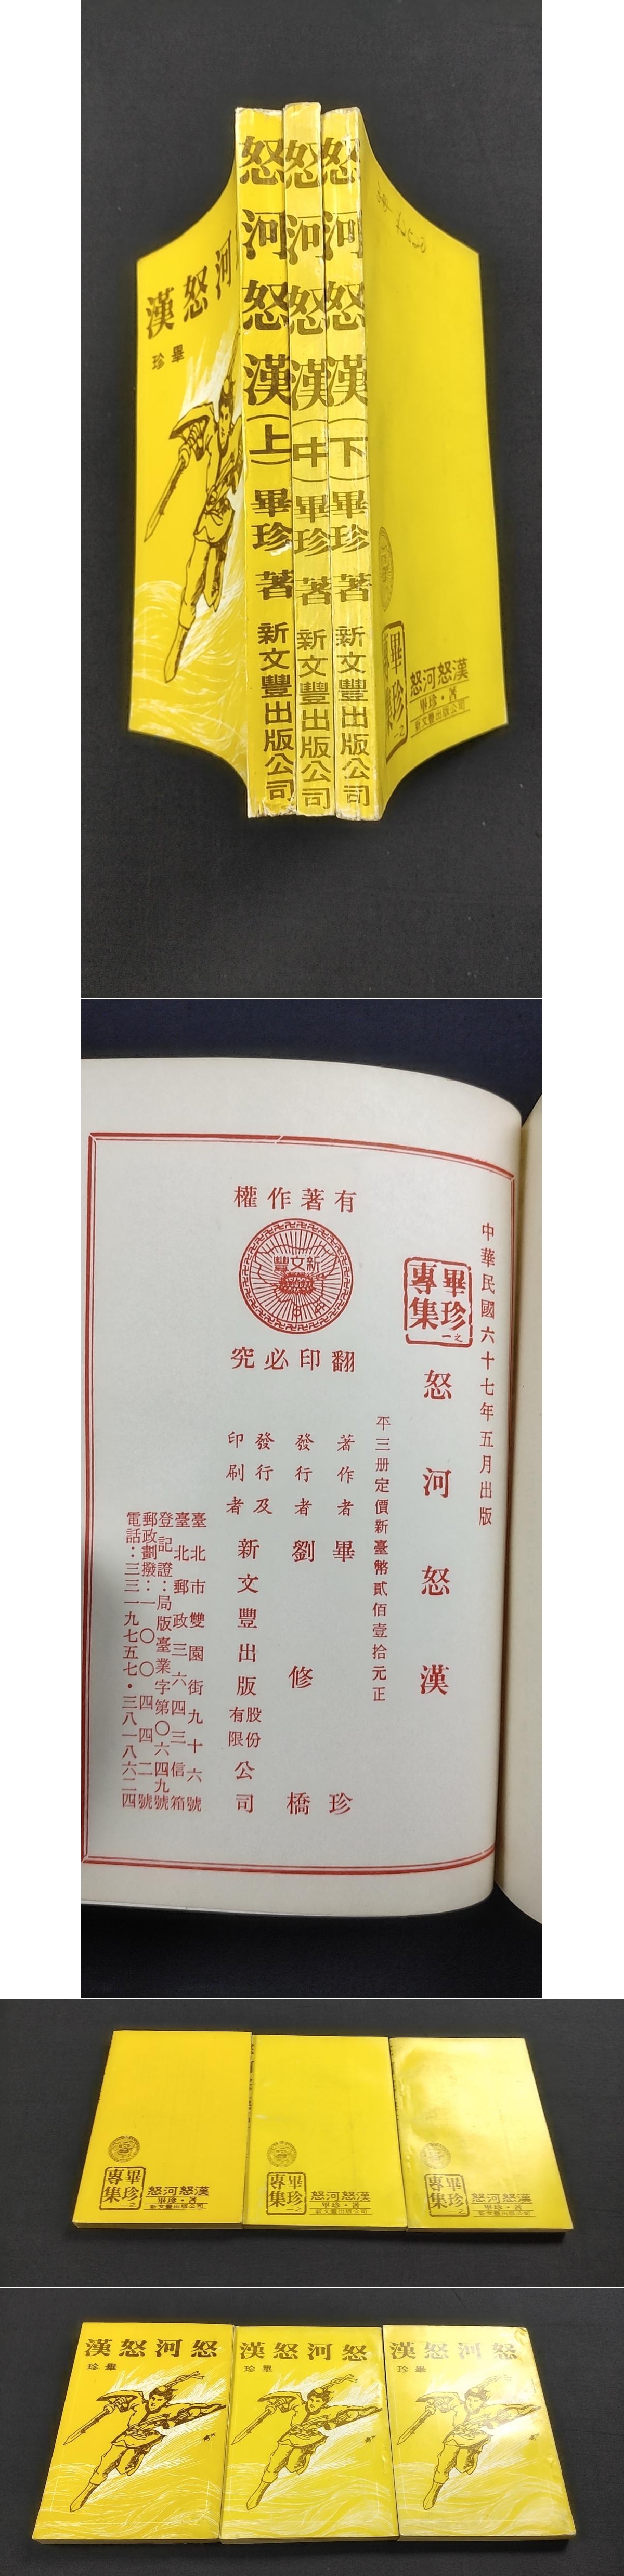 怒河怒漢(上)畢珍 著 新文豐出版公司
怒河怒漢(中)畢珍 著 新文豐出版公司
怒河怒漢(下)畢珍 著 新文豐出版公司
河怒漢
畢珍
畢珍
集
之一
怒河怒漢
畢珍・著
新文豐出版公司
中華民國六十七年五月出版
畢珍
專集
之一
怒河怒漢
平三册定價新臺幣貳佰壹拾元正
有著作權
新文豐
翻印必究
著作者 畢珍
發行者 劉修橋
發行及印刷者 新文豐出版股份有限公司
臺北市雙園街九十六號
臺北郵政三六四三信箱
登記證:局版臺業字第〇六四九號
郵政劃撥:一〇〇四四二號
電話:三三一九七五七・三八一八六二四
畢珍
專集
之一
怒河怒漢
畢珍・著
新文豐出版公司
畢珍
專集
之一
怒河怒漢
畢珍・著
新文豐出版公司
畢珍
專集
之一
怒河怒漢
畢珍・著
新文豐出版公司
怒河怒漢
畢珍
怒河怒漢
畢珍
怒河怒漢
畢珍